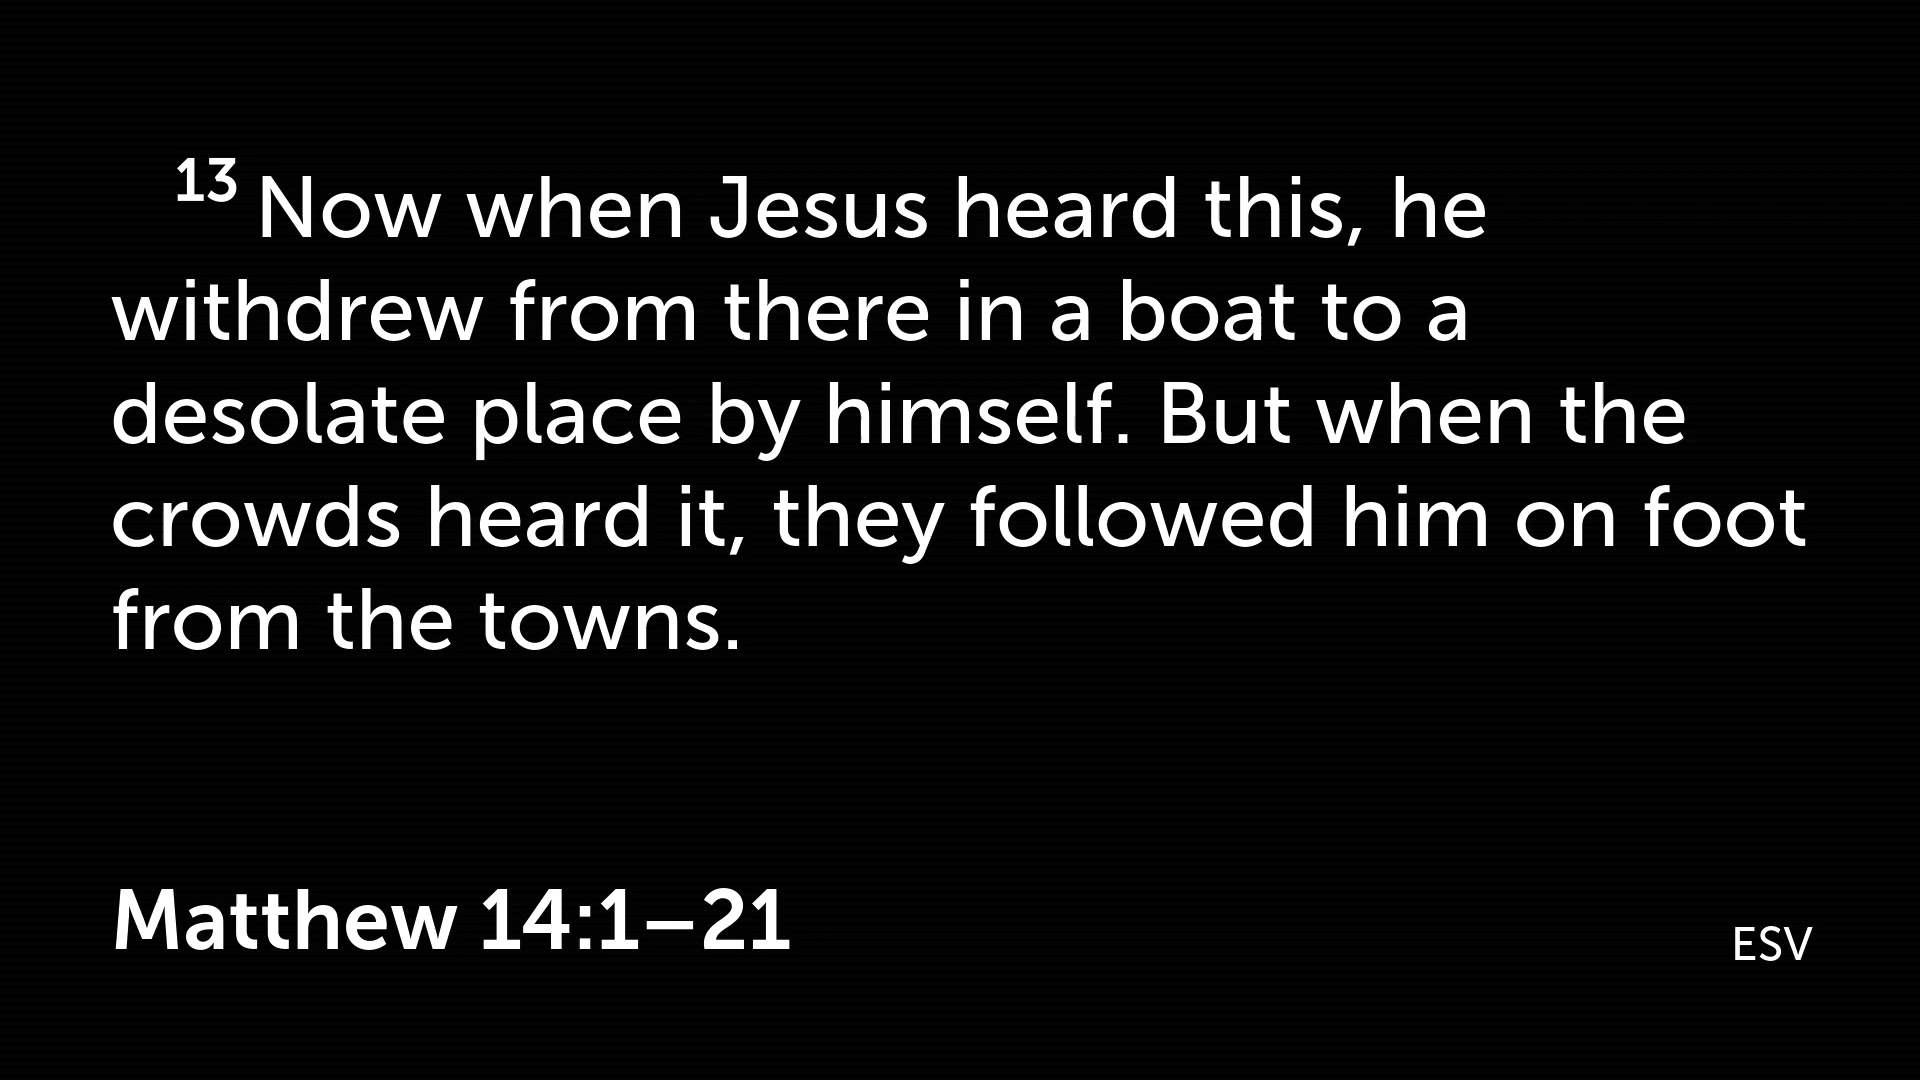 13 Now when Jesus heard this, he
withdrew from there in a boat to a
desolate place by himself. But when the
crowds heard it, they followed him on foot
from the towns.
Matthew 14:1–21
ESV